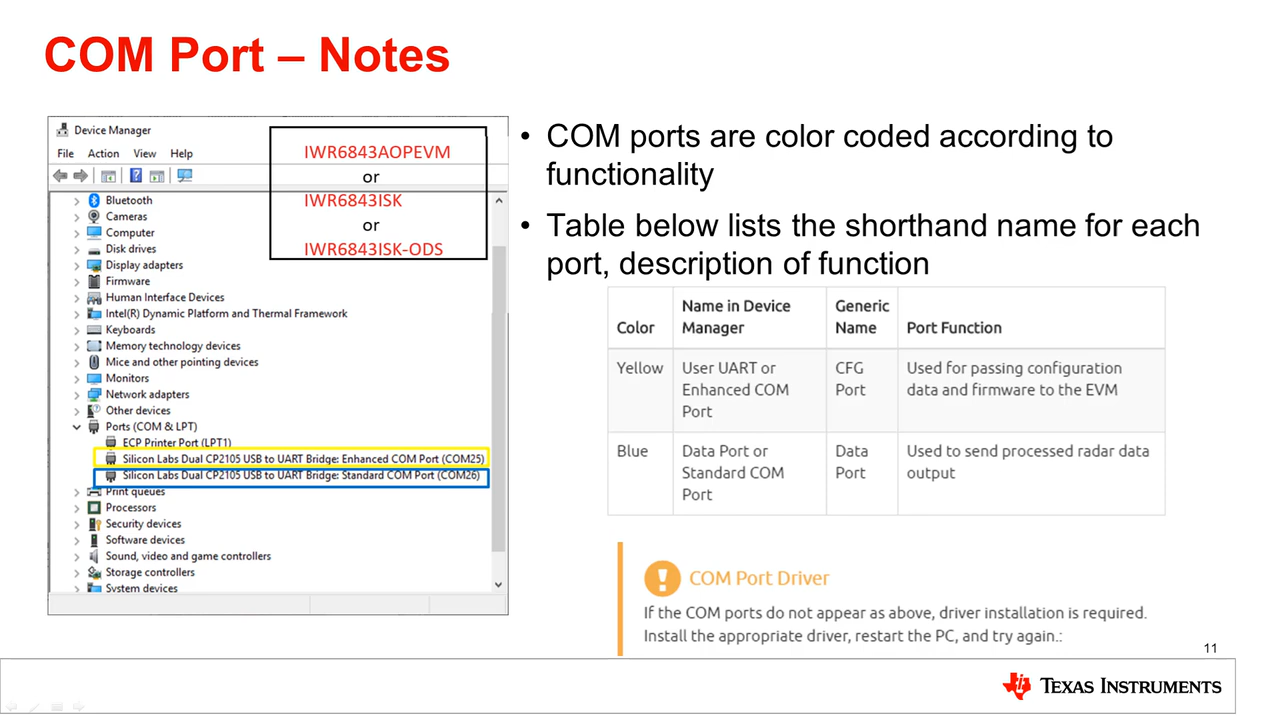 COM Port – Notes
Device Manager
File Action View Help
IWR6843AOPEVM
or
IWR6843ISK
or
IWR6843ISK-ODS
Bluetooth
Cameras
Computer
Disk drives
Display adapters
Firmware
Human Interface Devices
Intel(R) Dynamic Platform and Thermal Framework
Keyboards
Memory technology devices
Mice and other pointing devices
Monitors
Network adapters
Other devices
Ports (COM & LPT)
ECP Printer Port (LPT1)
Silicon Labs Dual CP2105 USB to UART Bridge: Enhanced COM Port (COM25)
Silicon Labs Dual CP2105 USB to UART Bridge: Standard COM Port (COM26)
Print queues
Processors
Security devices
Software devices
Sound, video and game controllers
Storage controllers
System devices
• COM ports are color coded according to
functionality
• Table below lists the shorthand name for each
port, description of function
Color
Name in Device
Manager
Generic
Name
Port Function
Yellow
User UART or
Enhanced COM
Port
CFG
Port
Used for passing configuration
data and firmware to the EVM
Blue
Data Port or
Standard COM
Port
Data
Port
Used to send processed radar data
output
COM Port Driver
If the COM ports do not appear as above, driver installation is required.
Install the appropriate driver, restart the PC, and try again.:
11
TEXAS INSTRUMENTS